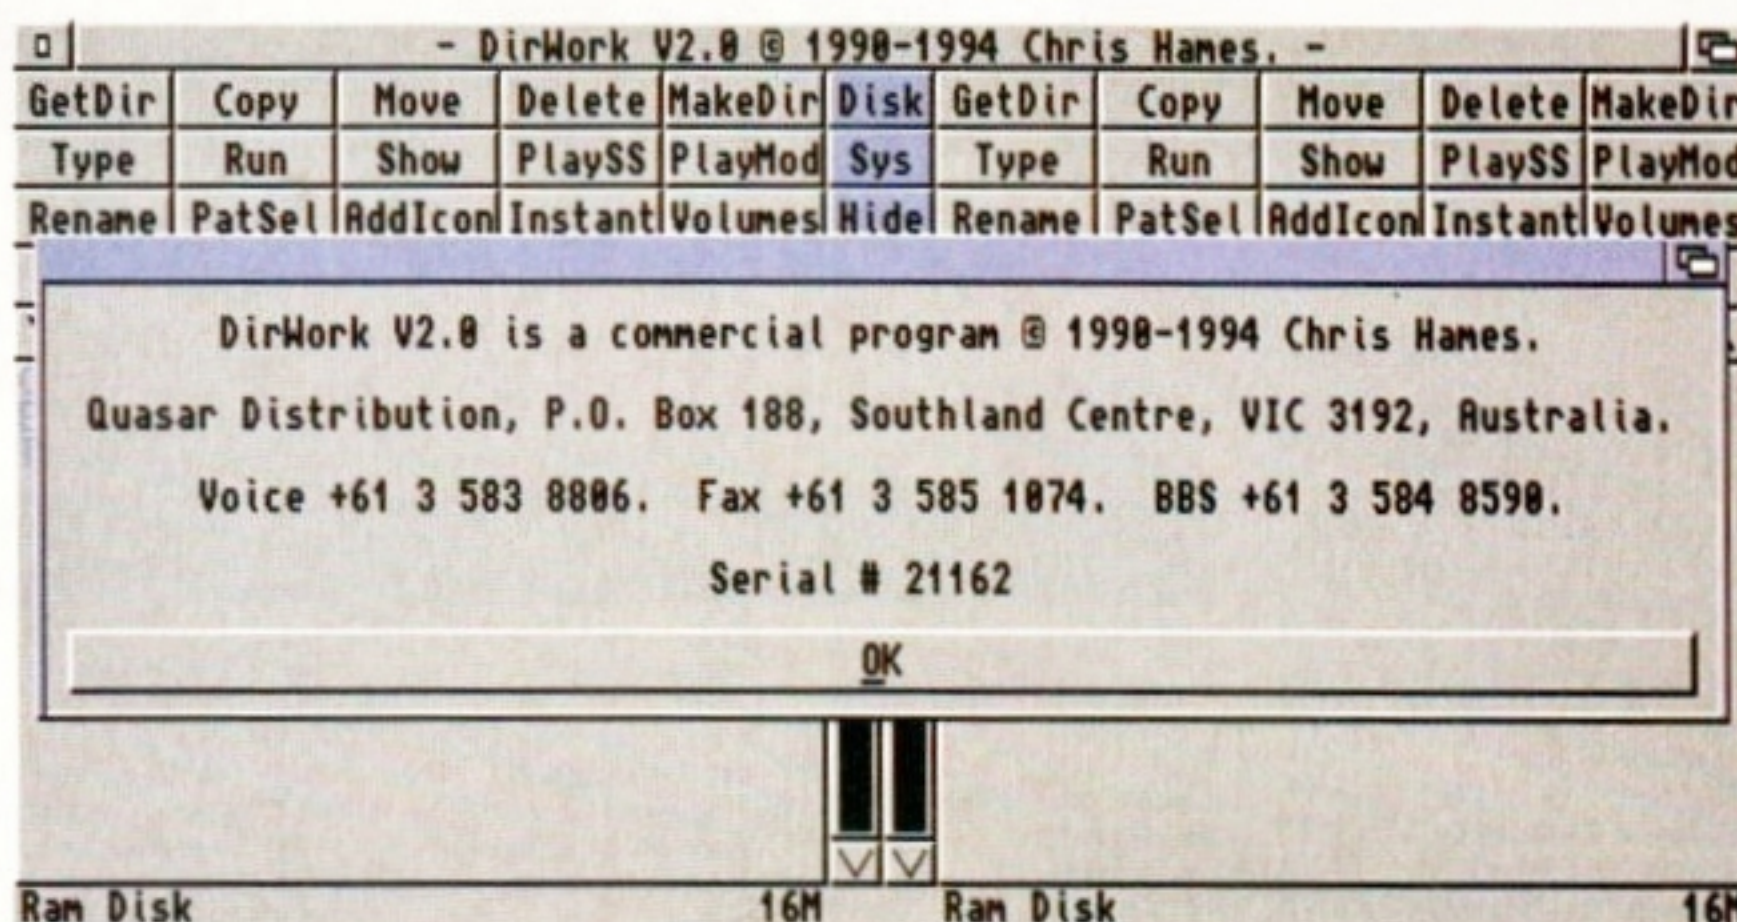 - DirWork V2.0 © 1990-1994 Chris Hames. -
GetDir Copy Move Delete MakeDir Disk GetDir Copy Move Delete MakeDir
Type Run Show PlaySS PlayMod Sys Type Run Show PlaySS PlayMod
Rename PatSel AddIcon Instant Volumes Hide Rename PatSel AddIcon Instant Volumes
DirWork V2.0 is a commercial program © 1990-1994 Chris Hames.
Quasar Distribution, P.O. Box 188, Southland Centre, VIC 3192, Australia.
Voice +61 3 583 8806. Fax +61 3 585 1074. BBS +61 3 584 8590.
Serial # 21162
OK
Ram Disk 16M Ram Disk 16M